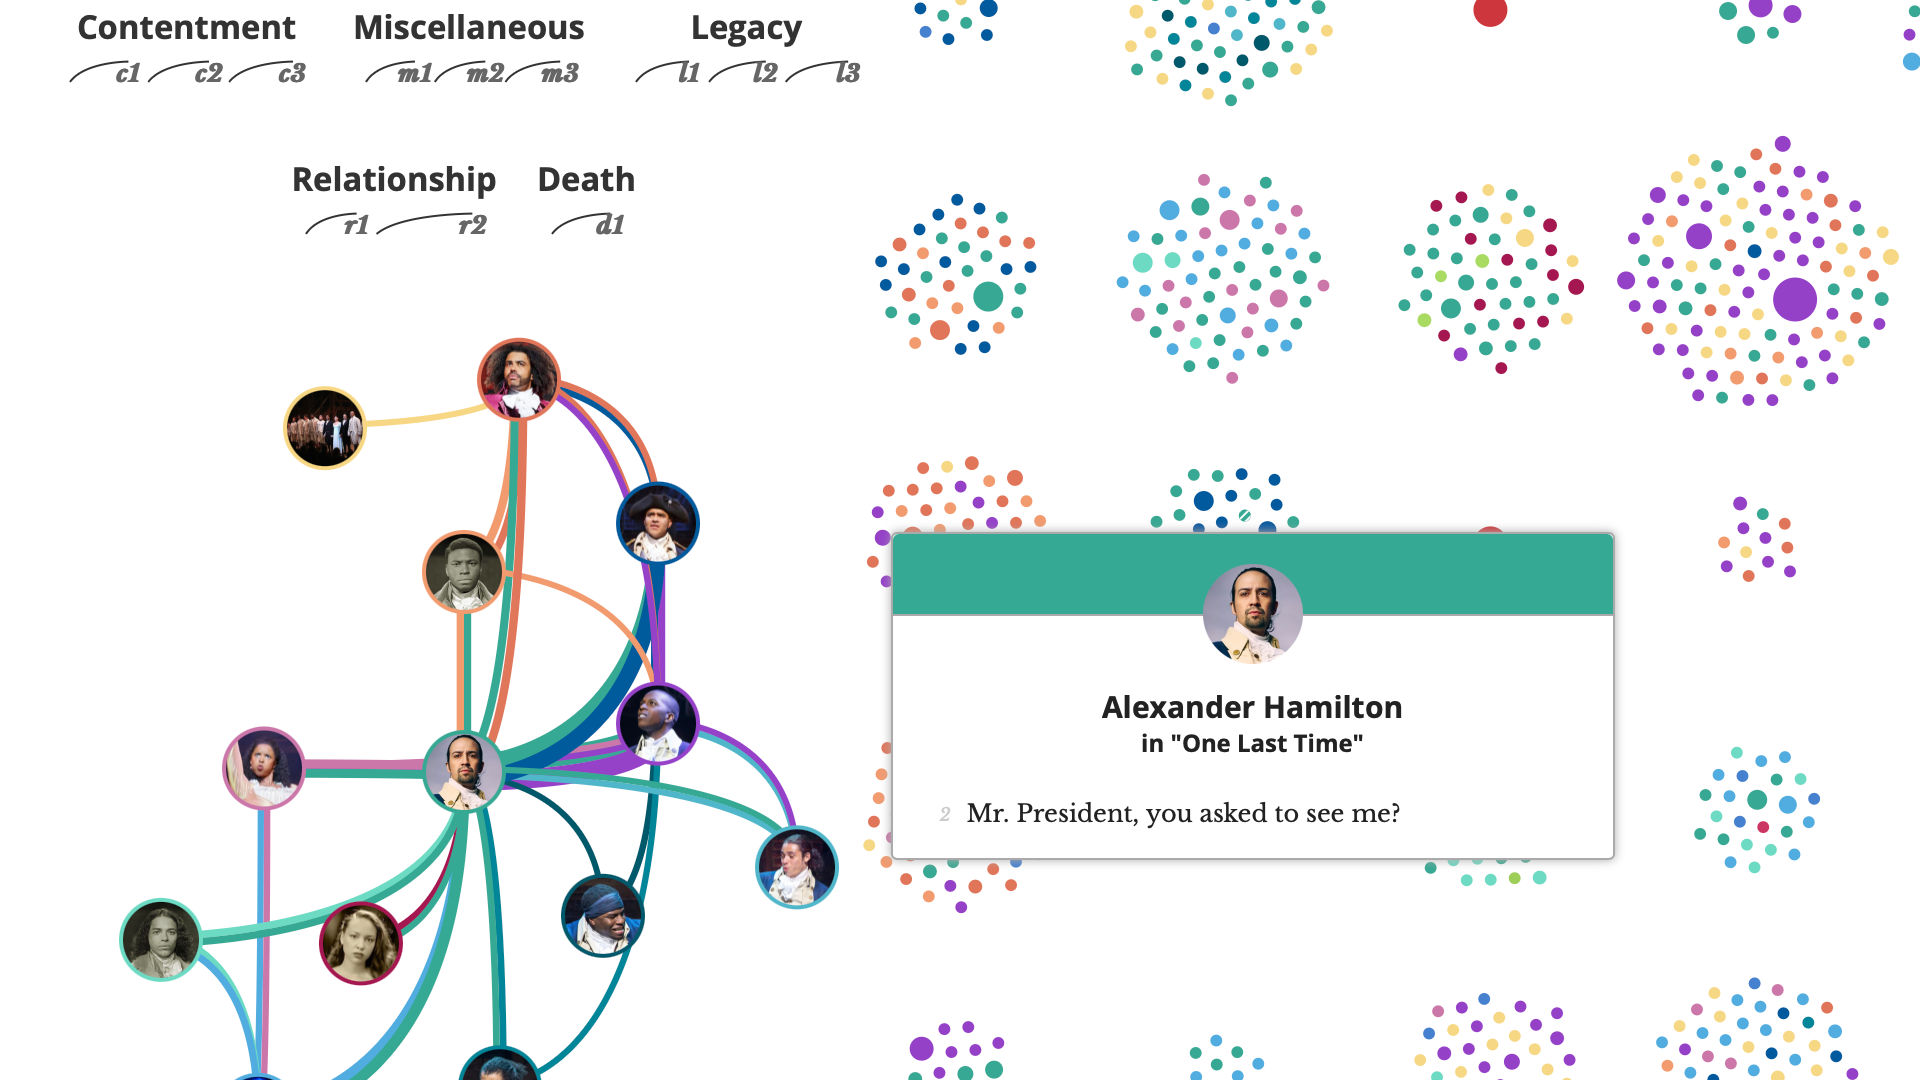 Contentment Miscellaneous Legacy
c1 c2 c3 m1 m2 m3 l1 l2 l3
Relationship Death
r1 r2 d1
Alexander Hamilton
in "One Last Time"
2 Mr. President, you asked to see me?